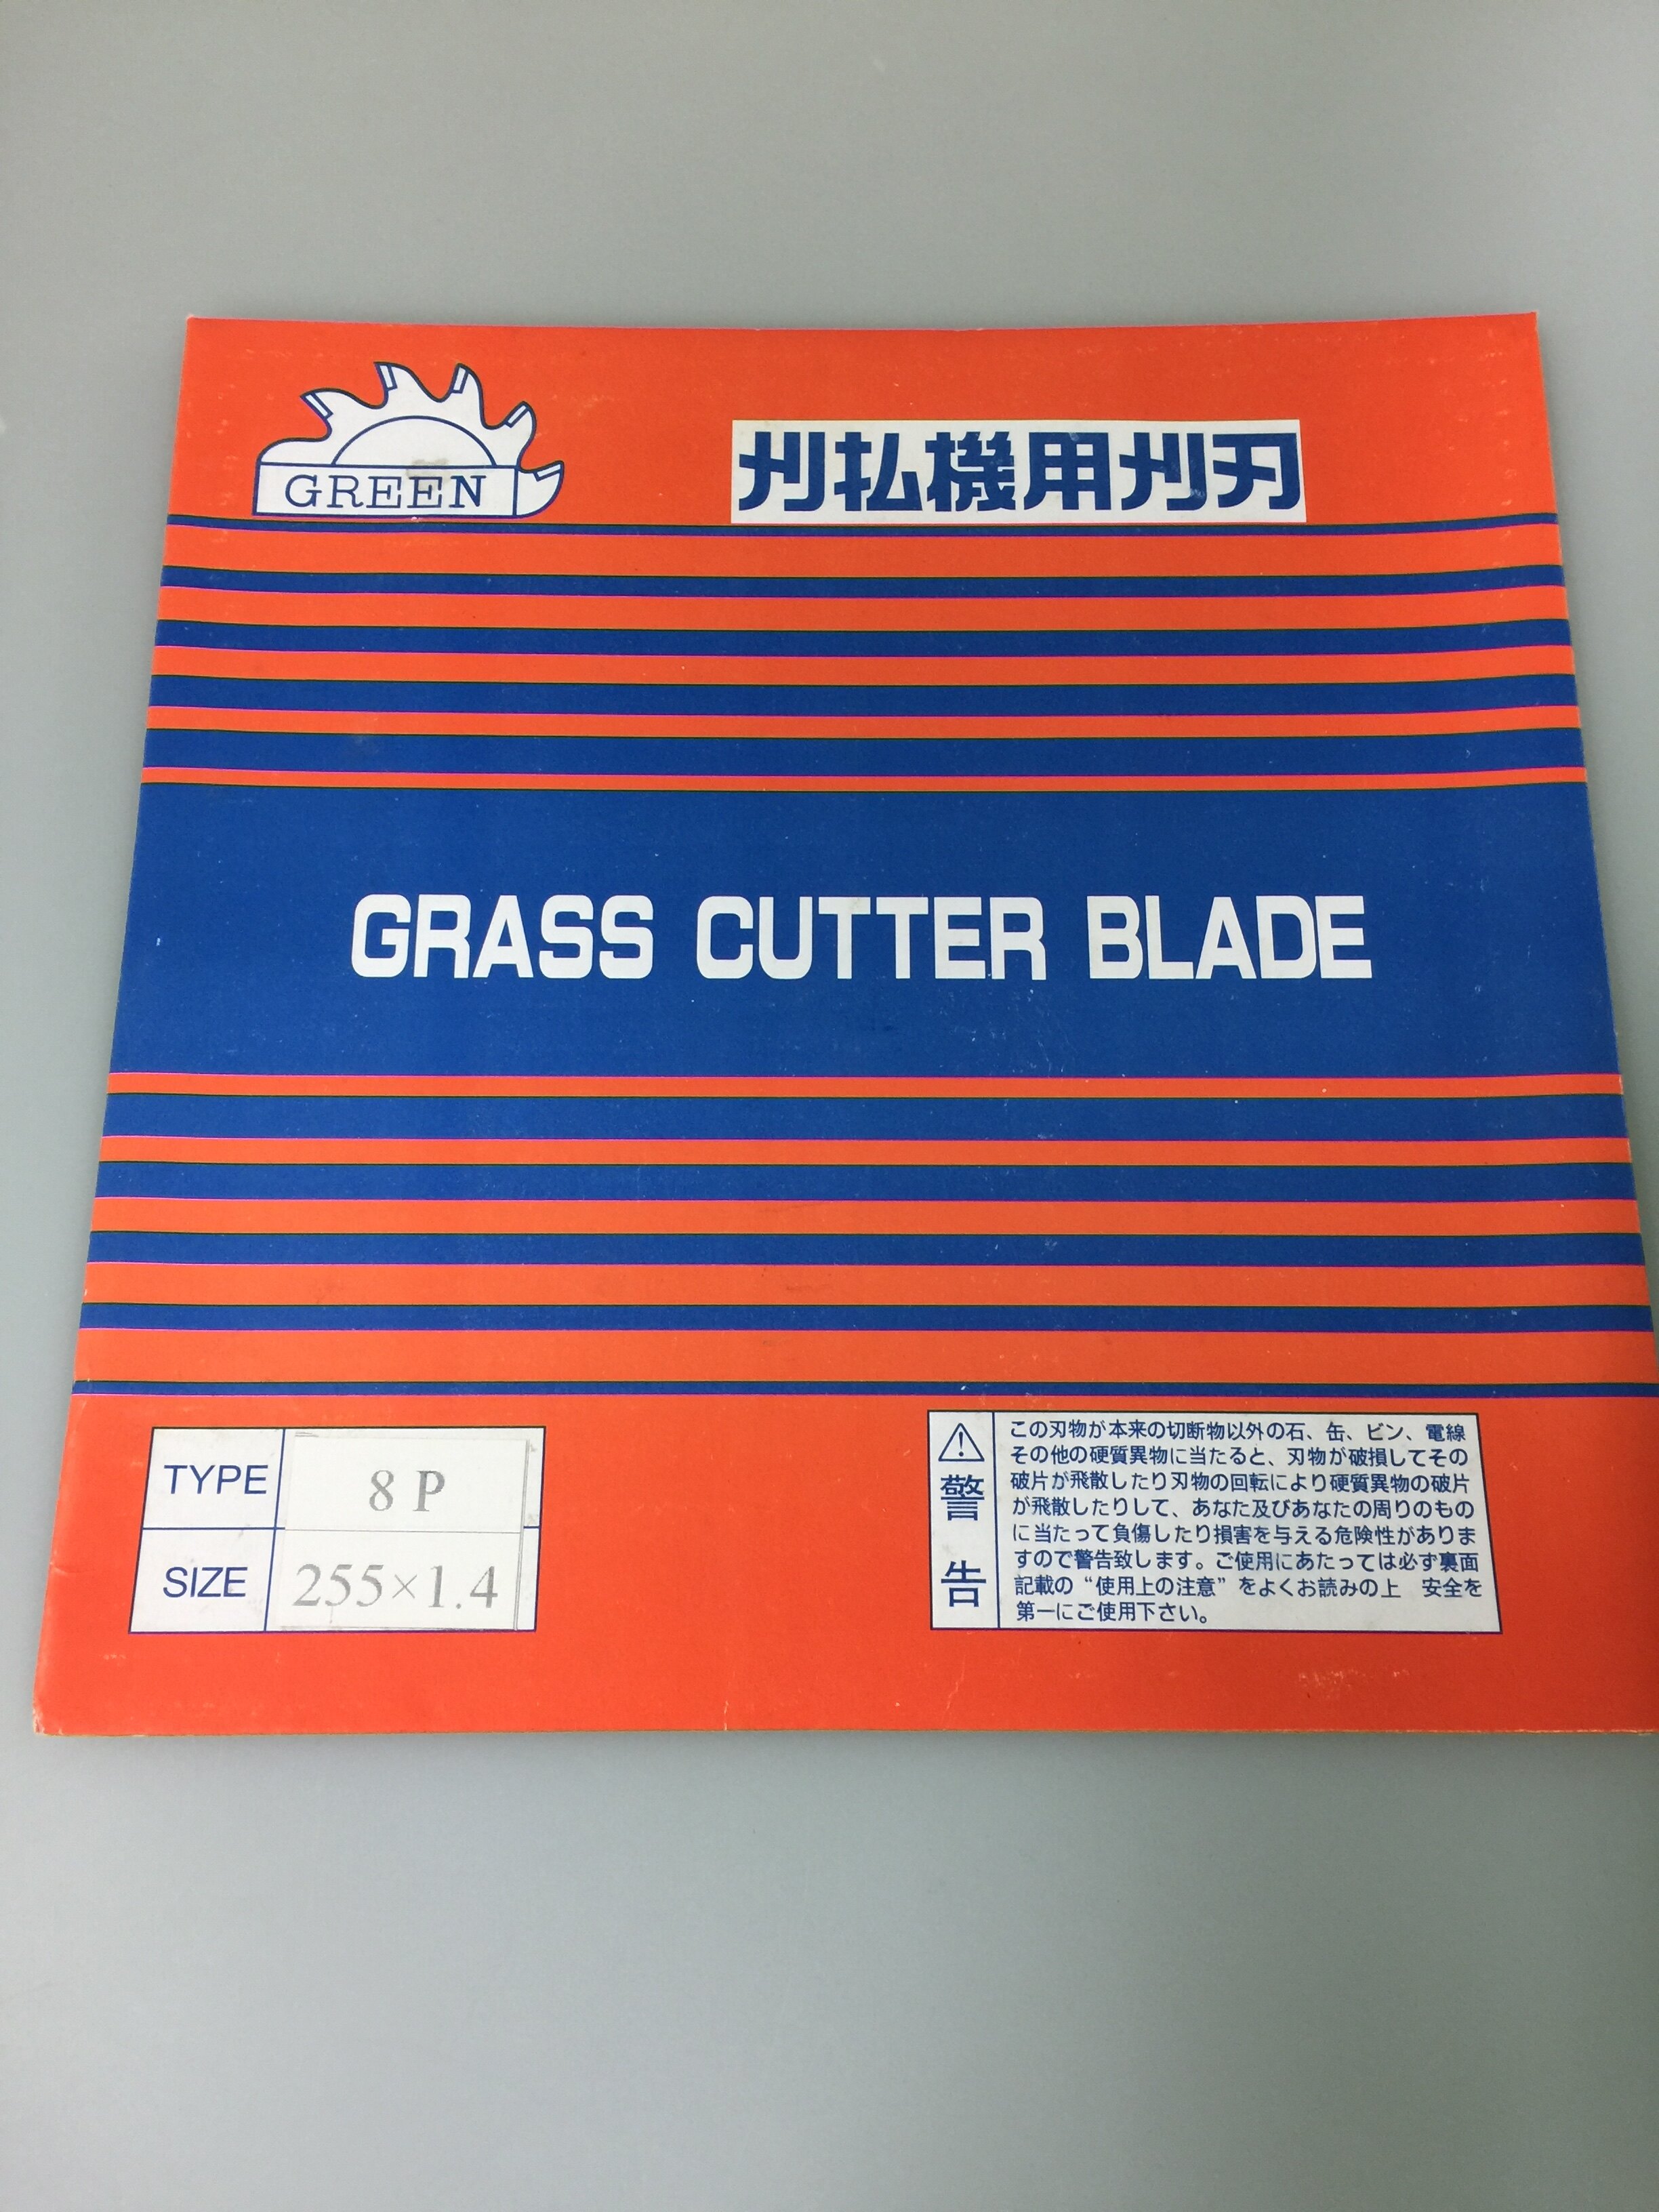 GREEN
刈払機用刈刃
GRASS CUTTER BLADE
TYPE 8P
SIZE 255×1.4
⚠警告
この刃物が本来の切断物以外の石、缶、ビン、電線
その他の硬質異物に当たると、刃物が破損してその
破片が飛散したり刃物の回転により硬質異物の破片
が飛散したりして、あなた及びあなたの周りのもの
に当たって負傷したり損害を与える危険性がありま
すので警告致します。ご使用にあたっては必ず裏面
記載の“使用上の注意”をよくお読みの上 安全を
第一にご使用下さい。